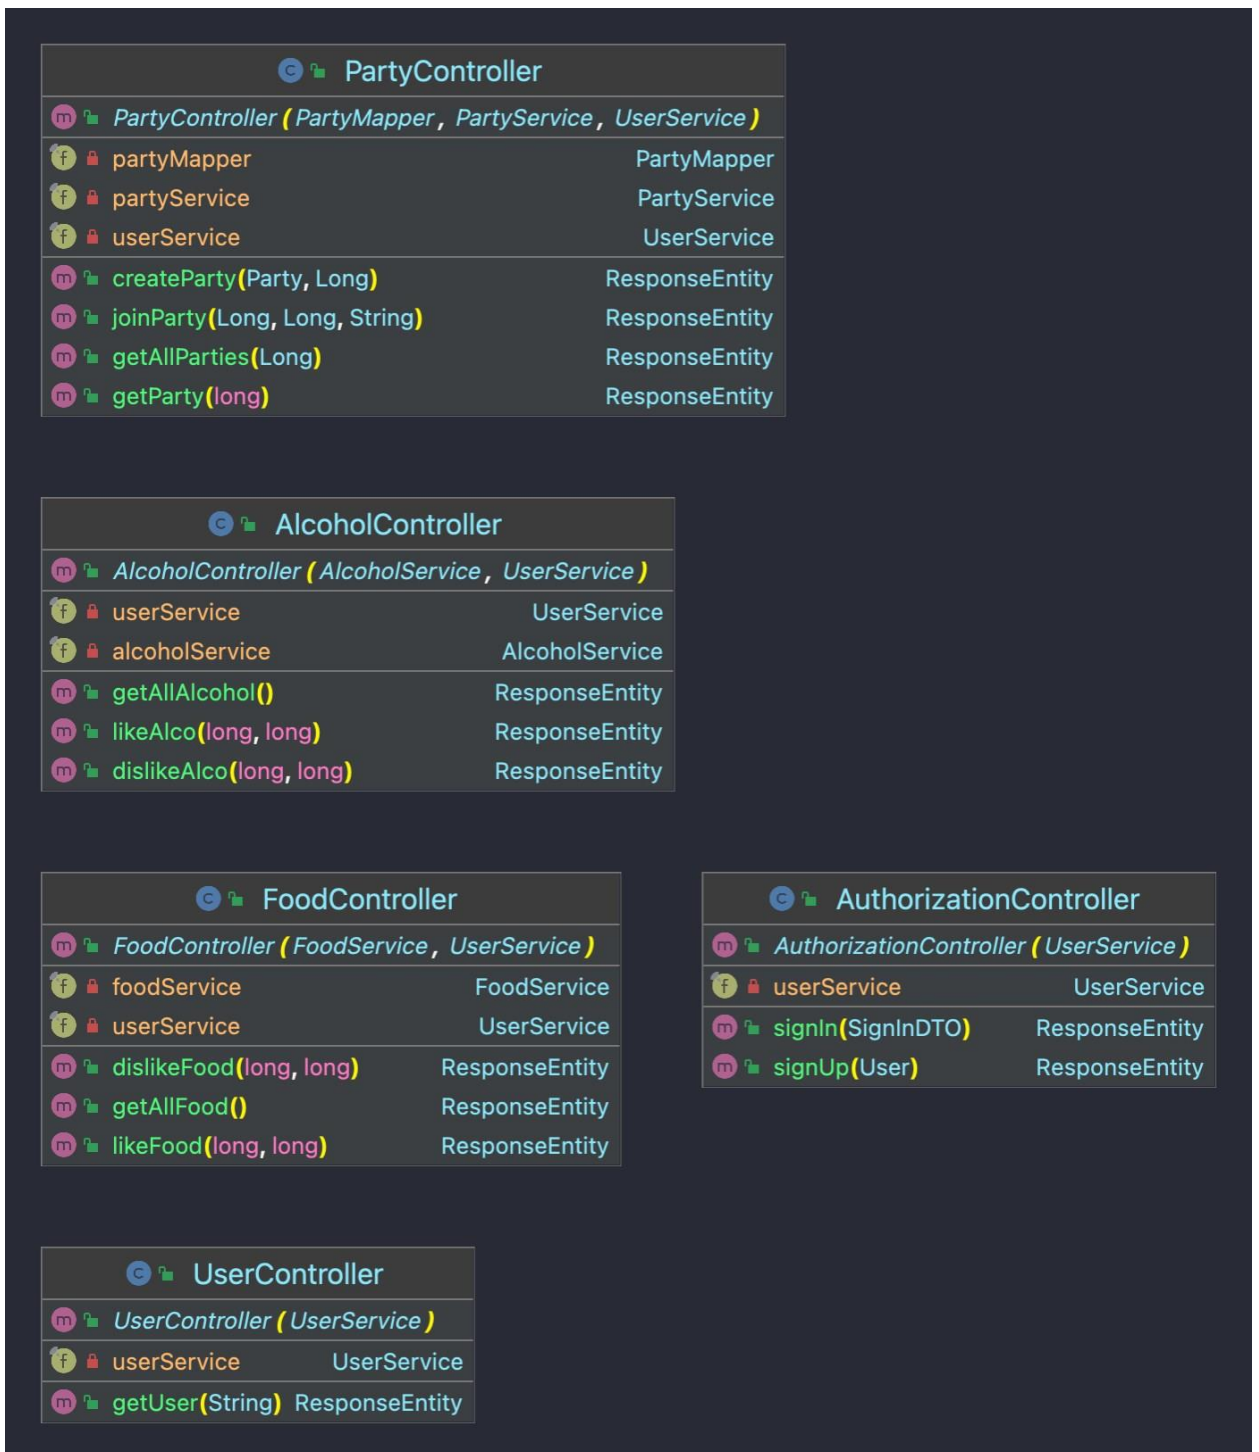 PartyController
PartyController(PartyMapper, PartyService, UserService)
partyMapper PartyMapper
partyService PartyService
userService UserService
createParty(Party, Long) ResponseEntity
joinParty(Long, Long, String) ResponseEntity
getAllParties(Long) ResponseEntity
getParty(long) ResponseEntity
AlcoholController
AlcoholController(AlcoholService, UserService)
userService UserService
alcoholService AlcoholService
getAllAlcohol() ResponseEntity
likeAlco(long, long) ResponseEntity
dislikeAlco(long, long) ResponseEntity
FoodController
FoodController(FoodService, UserService)
foodService FoodService
userService UserService
dislikeFood(long, long) ResponseEntity
getAllFood() ResponseEntity
likeFood(long, long) ResponseEntity
AuthorizationController
AuthorizationController(UserService)
userService UserService
signIn(SignInDTO) ResponseEntity
signUp(User) ResponseEntity
UserController
UserController(UserService)
userService UserService
getUser(String) ResponseEntity